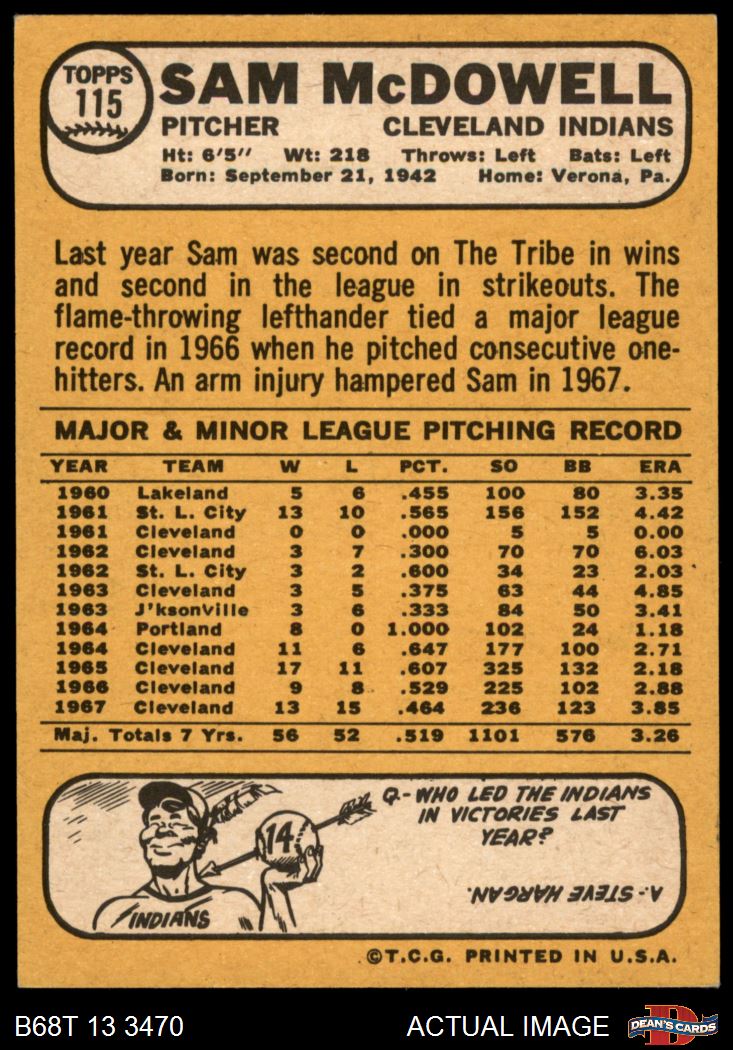 TOPPS
115
SAM McDOWELL
PITCHER CLEVELAND INDIANS
Ht: 6'5" Wt: 218 Throws: Left Bats: Left
Born: September 21, 1942 Home: Verona, Pa.
Last year Sam was second on The Tribe in wins
and second in the league in strikeouts. The
flame-throwing lefthander tied a major league
record in 1966 when he pitched consecutive one-
hitters. An arm injury hampered Sam in 1967.
MAJOR & MINOR LEAGUE PITCHING RECORD
YEAR TEAM W L PCT. SO BB ERA
1960 Lakeland 5 6 .455 100 80 3.35
1961 St. L. City 13 10 .565 156 152 4.42
1961 Cleveland 0 0 .000 5 5 0.00
1962 Cleveland 3 7 .300 70 70 6.03
1962 St. L. City 3 2 .600 34 23 2.03
1963 Cleveland 3 5 .375 63 44 4.85
1963 J'ksonville 3 6 .333 84 50 3.41
1964 Portland 8 0 1.000 102 24 1.18
1964 Cleveland 11 6 .647 177 100 2.71
1965 Cleveland 17 11 .607 325 132 2.18
1966 Cleveland 9 8 .529 225 102 2.88
1967 Cleveland 13 15 .464 236 123 3.85
Maj. Totals 7 Yrs. 56 52 .519 1101 576 3.26
Q.-WHO LED THE INDIANS
IN VICTORIES LAST
YEAR?
14
A.-STEVE HARGAN.
INDIANS
©T.C.G. PRINTED IN U.S.A.
B68T 13 3470 ACTUAL IMAGE D DEAN'S CARDS